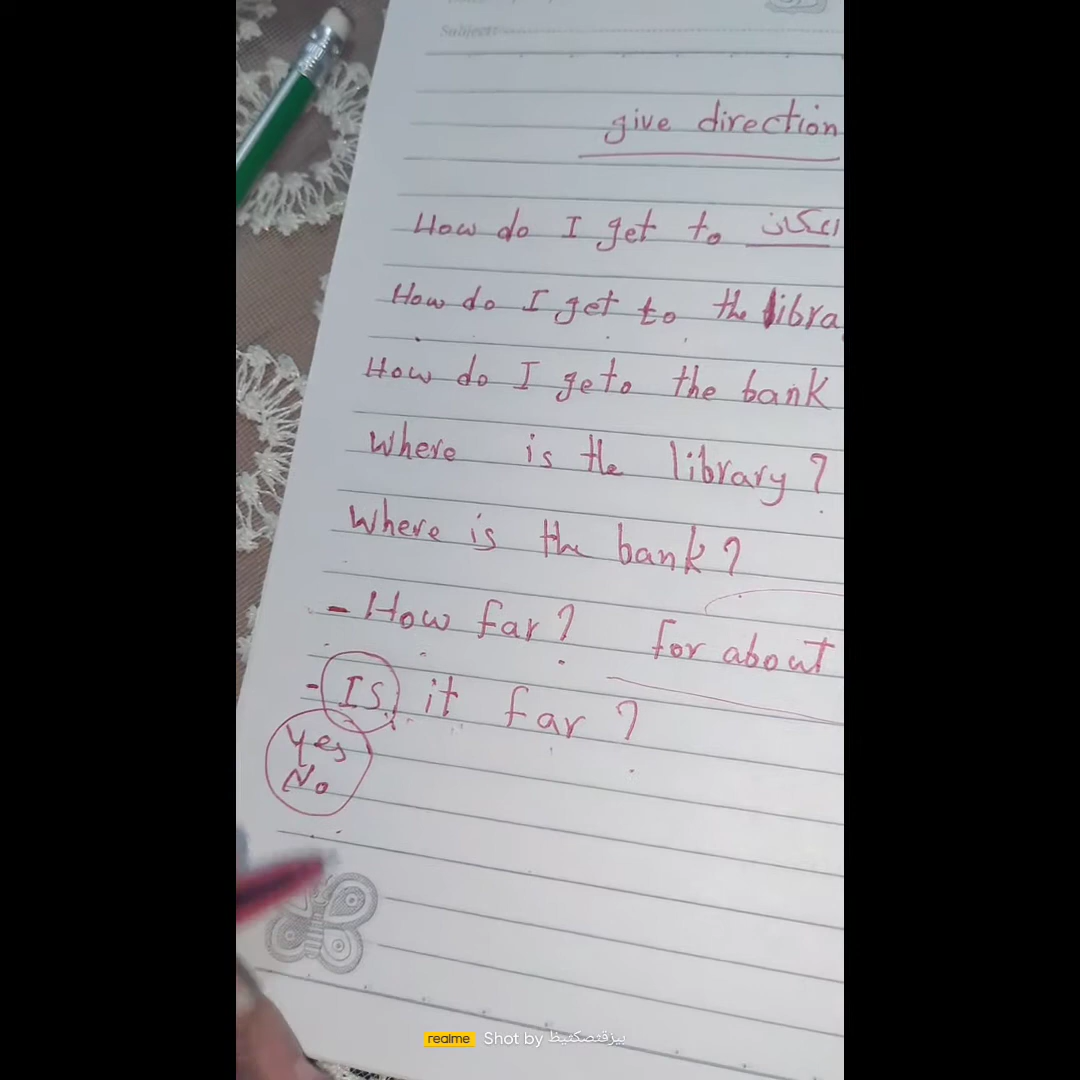 Subject:
give direction
How do I get to المكان
How do I get to the libra
How do I geto the bank
Where is the library?
Where is the bank?
- How far? for about
- Is it far?
Yes
No
realme Shot by